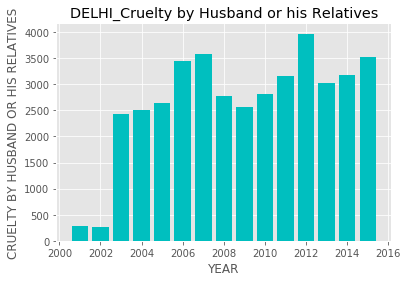 DELHI_Cruelty by Husband or his Relatives
CRUELTY BY HUSBAND OR HIS RELATIVES
4000
3500
3000
2500
2000
1500
1000
500
0
2000 2002 2004 2006 2008 2010 2012 2014 2016
YEAR